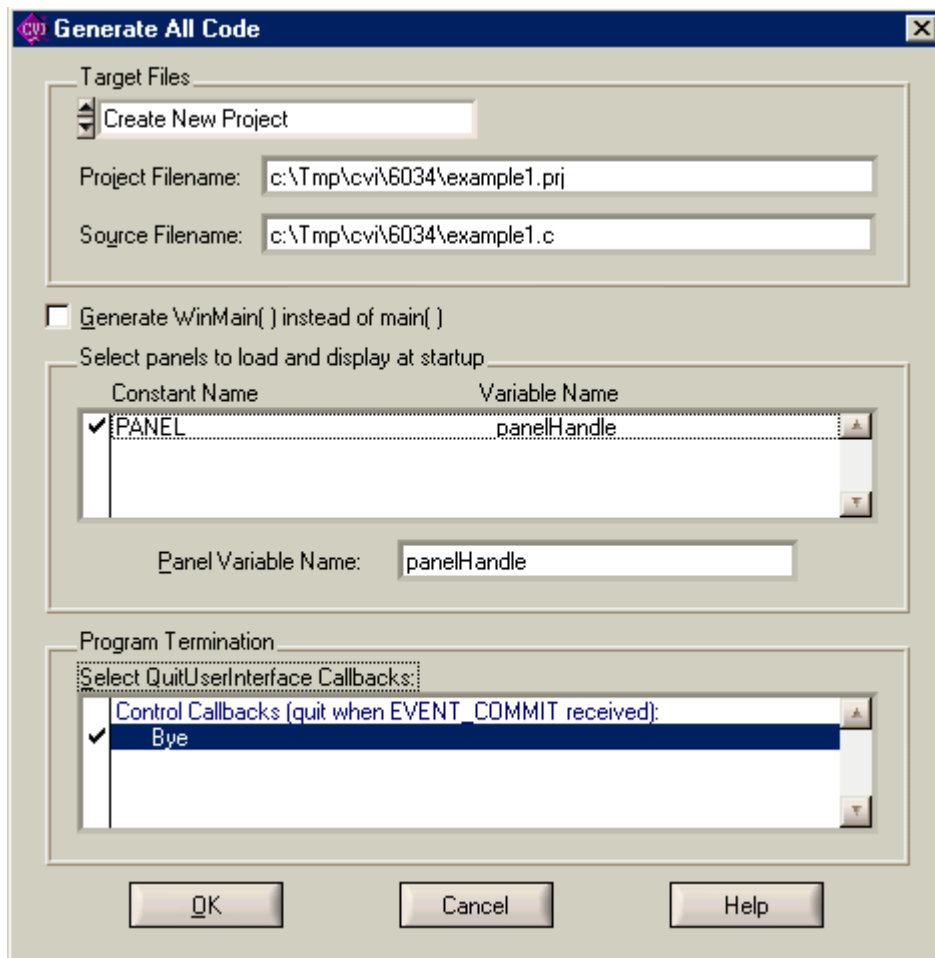 CVI Generate All Code
Target Files
Create New Project
Project Filename: c:\Tmp\cvi\6034\example1.prj
Source Filename: c:\Tmp\cvi\6034\example1.c
Generate WinMain( ) instead of main( )
Select panels to load and display at startup
Constant Name Variable Name
PANEL panelHandle
Panel Variable Name: panelHandle
Program Termination
Select QuitUserInterface Callbacks:
Control Callbacks (quit when EVENT_COMMIT received):
Bye
OK Cancel Help